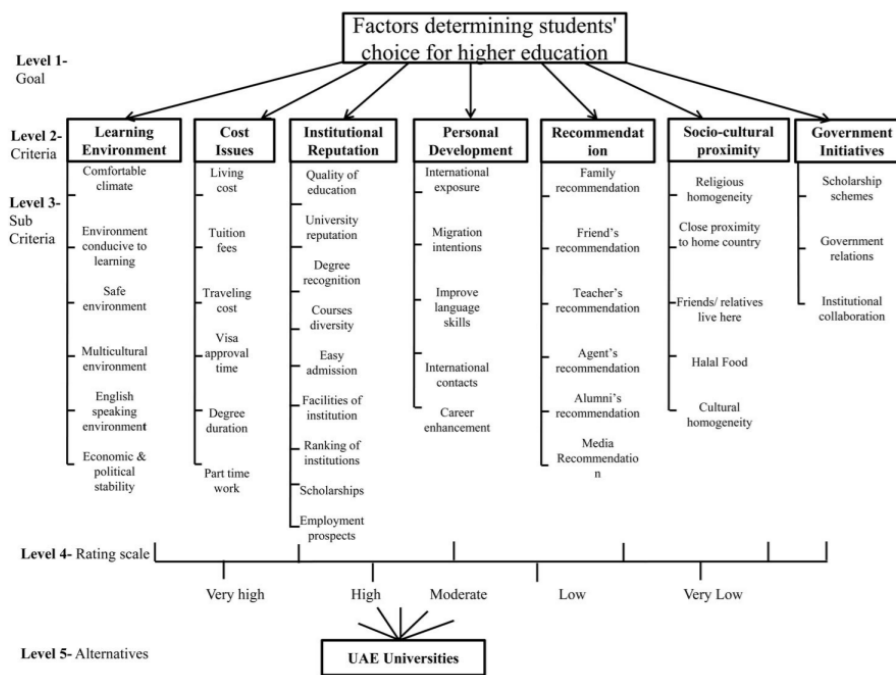 Factors determining students'
choice for higher education
Level 1-
Goal
Level 2-
Criteria
Learning
Environment
Cost
Issues
Institutional
Reputation
Personal
Development
Recommendat
ion
Socio-cultural
proximity
Government
Initiatives
Level 3-
Sub
Criteria
Comfortable
climate
Environment
conducive to
learning
Safe
environment
Multicultural
environment
English
speaking
environment
Economic &
political
stability
Living
cost
Tuition
fees
Traveling
cost
Visa
approval
time
Degree
duration
Part time
work
Quality of
education
University
reputation
Degree
recognition
Courses
diversity
Easy
admission
Facilities of
institution
Ranking of
institutions
Scholarships
Employment
prospects
International
exposure
Migration
intentions
Improve
language
skills
International
contacts
Career
enhancement
Family
recommendation
Friend's
recommendation
Teacher's
recommendation
Agent's
recommendation
Alumni's
recommendation
Media
Recommendatio
n
Religious
homogeneity
Close proximity
to home country
Friends/ relatives
live here
Halal Food
Cultural
homogeneity
Scholarship
schemes
Government
relations
Institutional
collaboration
Level 4- Rating scale
Very high High Moderate Low Very Low
Level 5- Alternatives
UAE Universities